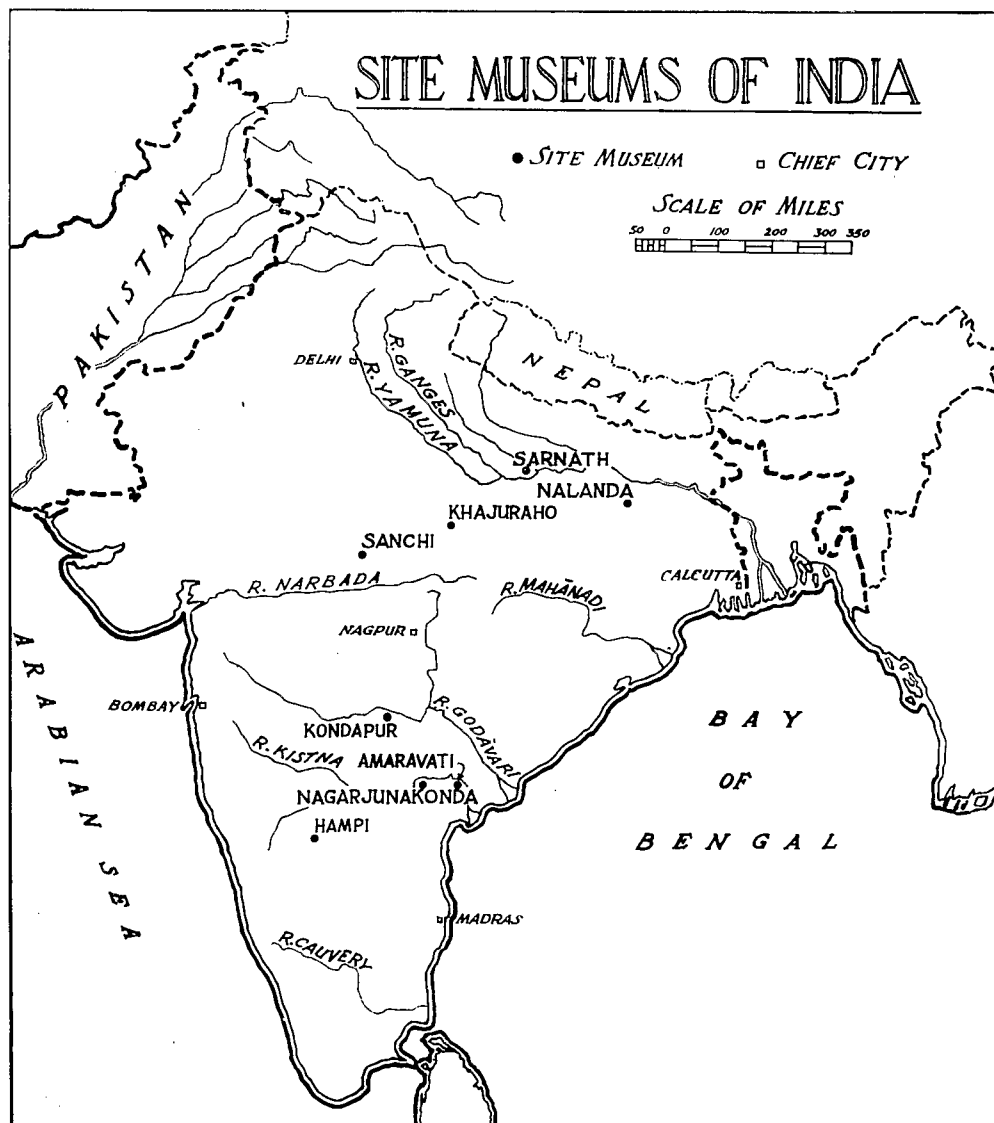 SITE MUSEUMS OF INDIA
SITE MUSEUM
CHIEF CITY
SCALE OF MILES
50 0 100 200 300 350
PAKISTAN
NEPAL
DELHI
R. GANGES
R. YAMUNA
SARNĀTH
NALANDA
KHAJURAHO
SANCHI
R. NARBADA
R. MAHĀNADI
CALCUTTA
NAGPUR
BOMBAY
KONDAPUR
R. GODĀVARI
R. KISTNA
AMARAVATI
NAGARJUNAKONDA
HAMPI
MADRAS
R. CAUVERY
ARABIAN SEA
BAY
OF
BENGAL